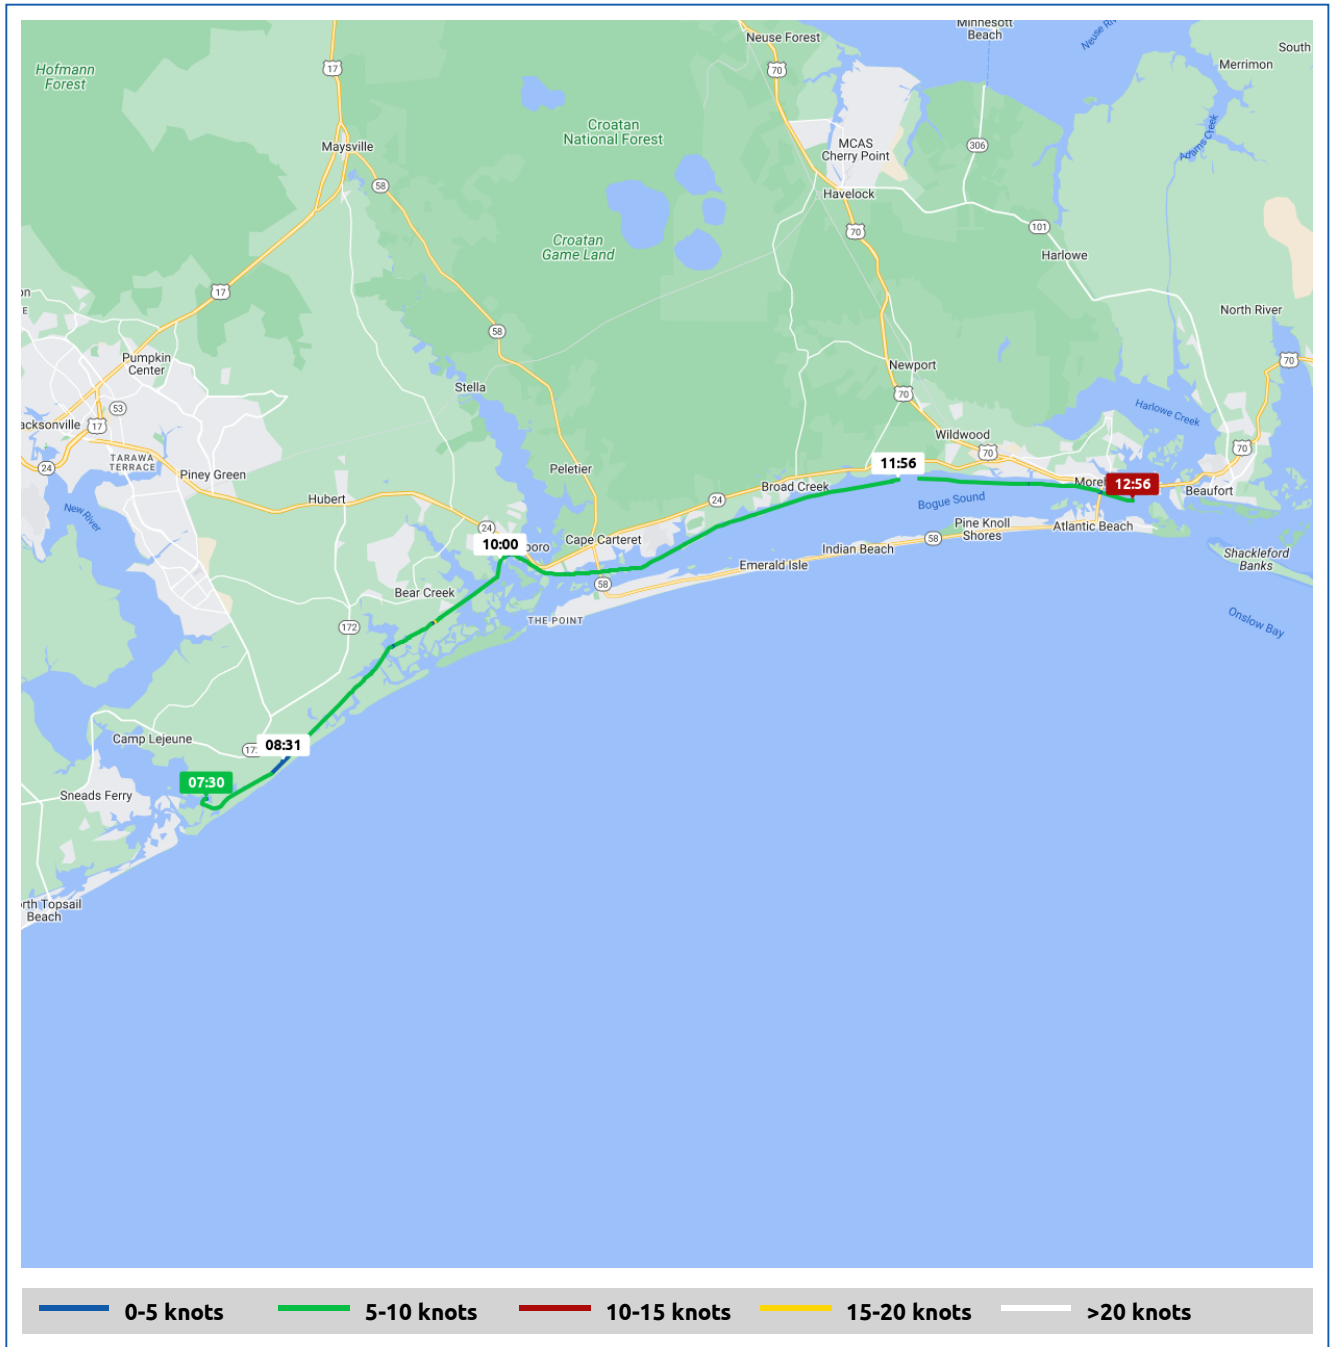 Minnesott
Beach
Neuse Forest
South
Merrimon
Hofmann
Forest
17
70
Croatan
National Forest
Adams Creek
306
MCAS
Cherry Point
Maysville
58
Havelock
101
70
Croatan
Game Land
Harlowe
17
North River
58
Pumpkin
Center
70
Newport
Stella
70
53
Harlowe Creek
17
Wildwood
70
70
TARAWA
TERRACE
24
Piney Green
Peletier
11:56
Broad Creek
12:56
Beaufort
Hubert
24
Bogue Sound
New River
24
Pine Knoll
Shores
Atlantic Beach
10:00
Cape Carteret
58
Indian Beach
Shackleford
Banks
Emerald Isle
58
58
Bear Creek
THE POINT
Onslow Bay
172
Camp Lejeune
08:31
07:30
Sneads Ferry
Beach
0-5 knots
5-10 knots
10-15 knots
15-20 knots
>20 knots